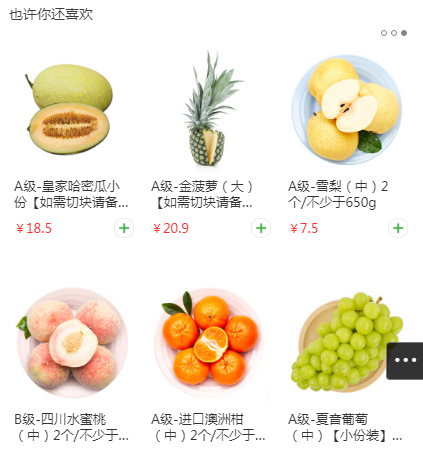 也许你还喜欢
A级-皇家哈密瓜小
份【如需切块请备...
¥18.5
A级-金菠萝（大）
【如需切块请备...
¥20.9
A级-雪梨（中）2
个/不少于650g
¥7.5
B级-四川水蜜桃
（中）2个/不少于...
A级-进口澳洲柑
（中）2个/不少于...
A级-夏音葡萄
（中）【小份装】...